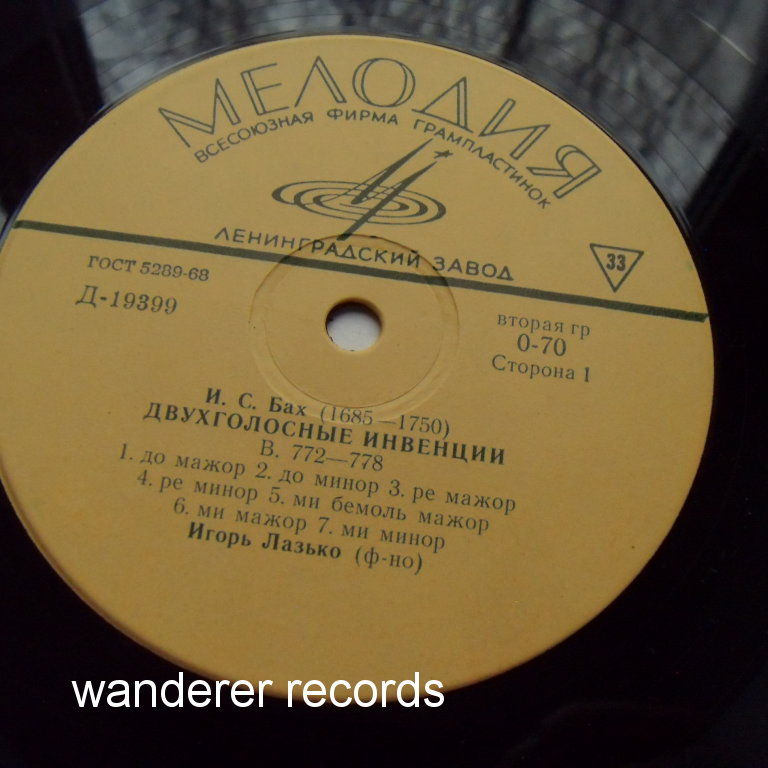 МЕЛОДИЯ
ВСЕСОЮЗНАЯ ФИРМА ГРАМПЛАСТИНОК
ЛЕНИНГРАДСКИЙ ЗАВОД
33
ГОСТ 5289-68
Д-19399
вторая гр
0-70
Сторона 1
И. С. Бах (1685—1750)
ДВУХГОЛОСНЫЕ ИНВЕНЦИИ
В. 772—778
1. до мажор 2. до минор 3. ре мажор
4. ре минор 5. ми бемоль мажор
6. ми мажор 7. ми минор
Игорь Лазько (ф-но)
wanderer records